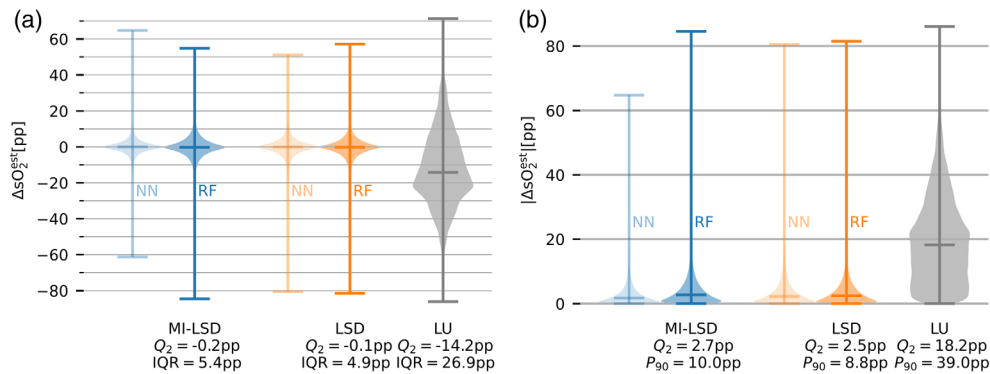 (a)
ΔsO₂ᵉˢᵗ[pp]
60
40
20
0
−20
−40
−60
−80
NN
RF
NN
RF
MI-LSD
Q₂ = -0.2pp
IQR = 5.4pp
LSD
Q₂ = -0.1pp
IQR = 4.9pp
LU
Q₂ = -14.2pp
IQR = 26.9pp
(b)
|ΔsO₂ᵉˢᵗ|[pp]
80
60
40
20
0
NN
RF
NN
RF
MI-LSD
Q₂ = 2.7pp
P₉₀ = 10.0pp
LSD
Q₂ = 2.5pp
P₉₀ = 8.8pp
LU
Q₂ = 18.2pp
P₉₀ = 39.0pp